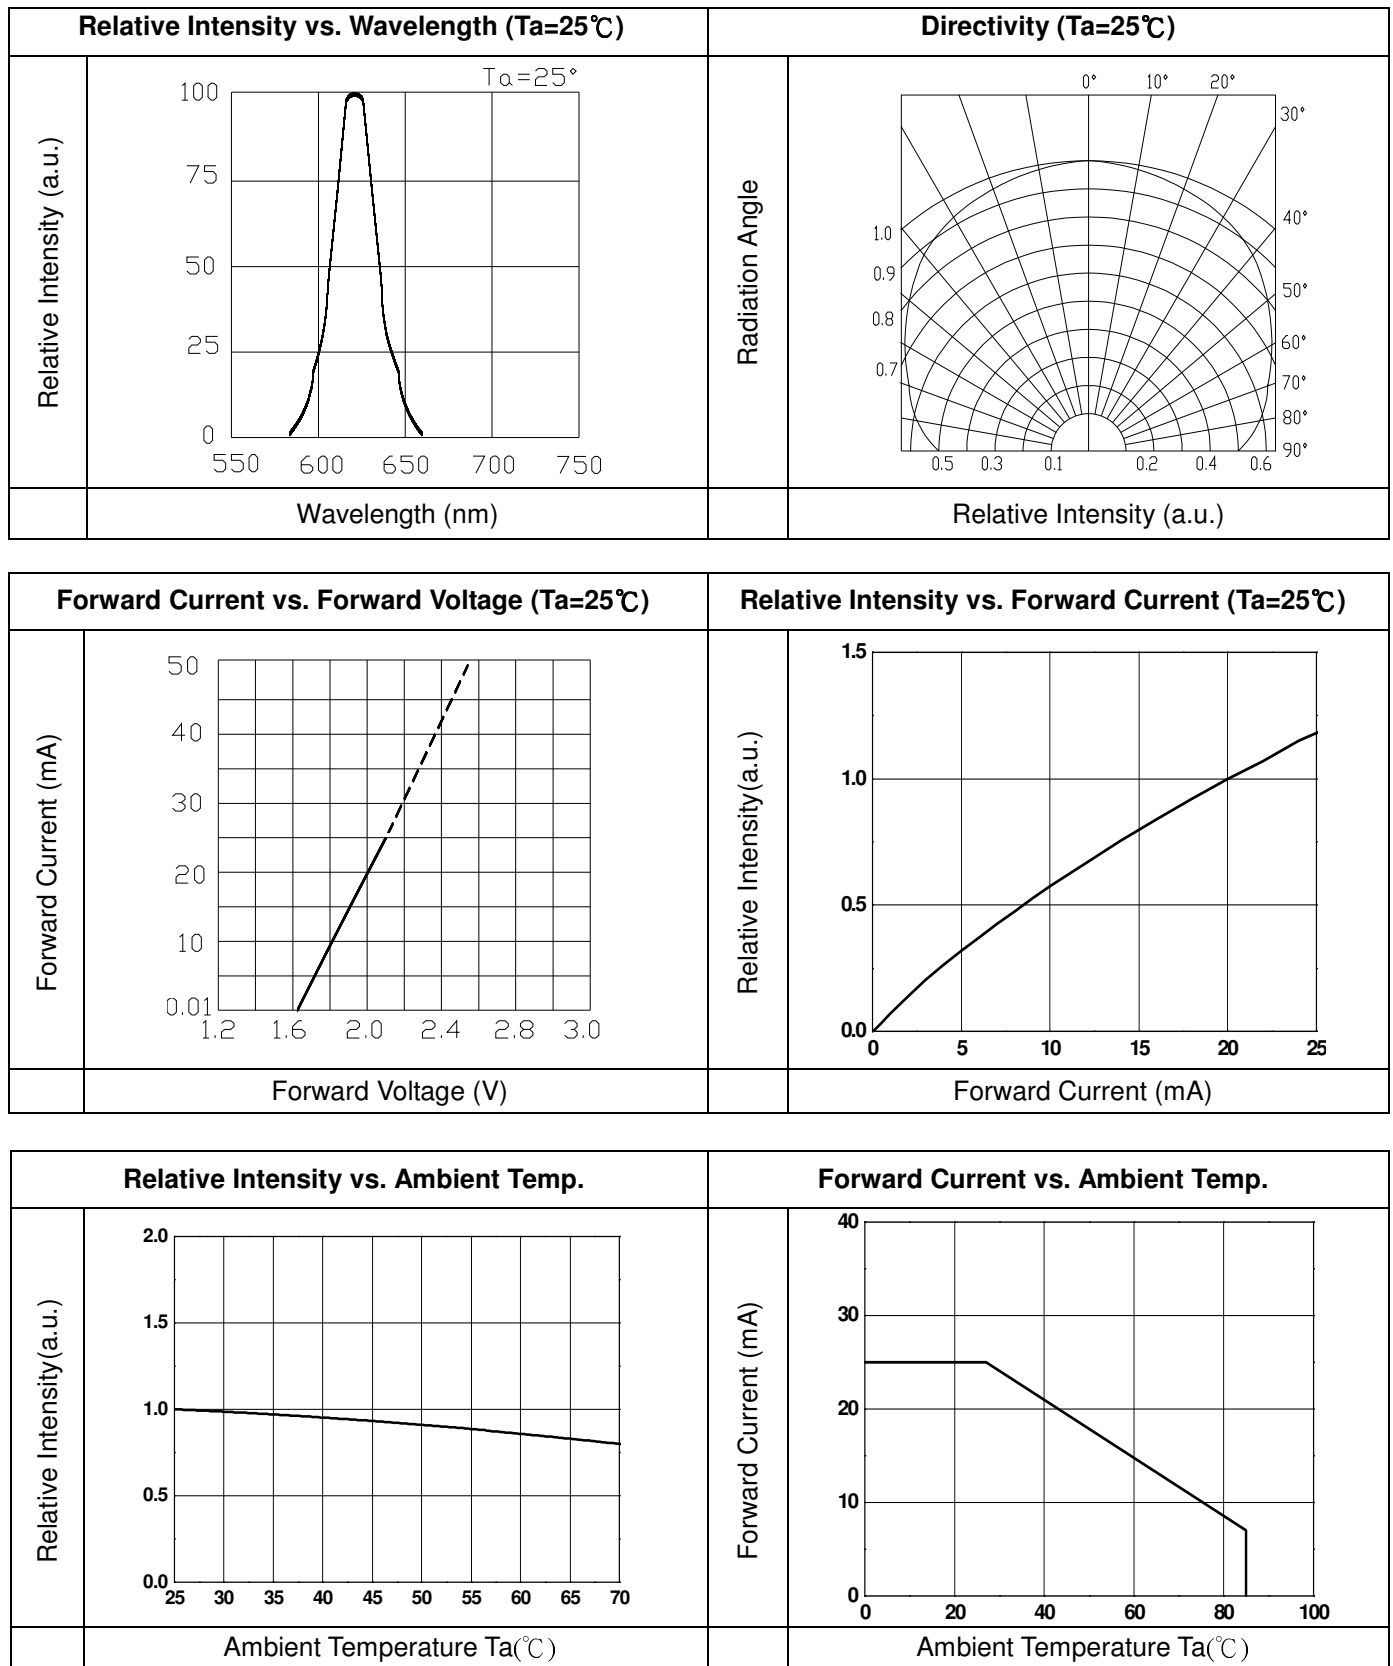 Relative Intensity vs. Wavelength (Ta=25℃)
Directivity (Ta=25℃)
Relative Intensity (a.u.)
Ta=25°
100
75
50
25
0
550 600 650 700 750
Wavelength (nm)
Radiation Angle
0° 10° 20°
30°
40°
50°
60°
70°
80°
90°
1.0
0.9
0.8
0.7
0.5 0.3 0.1 0.2 0.4 0.6
Relative Intensity (a.u.)
Forward Current vs. Forward Voltage (Ta=25℃)
Relative Intensity vs. Forward Current (Ta=25℃)
Forward Current (mA)
50
40
30
20
10
0.01
1.2 1.6 2.0 2.4 2.8 3.0
Forward Voltage (V)
Relative Intensity(a.u.)
1.5
1.0
0.5
0.0
0 5 10 15 20 25
Forward Current (mA)
Relative Intensity vs. Ambient Temp.
Forward Current vs. Ambient Temp.
Relative Intensity(a.u.)
2.0
1.5
1.0
0.5
0.0
25 30 35 40 45 50 55 60 65 70
Ambient Temperature Ta(℃)
Forward Current (mA)
40
30
20
10
0
0 20 40 60 80 100
Ambient Temperature Ta(℃)